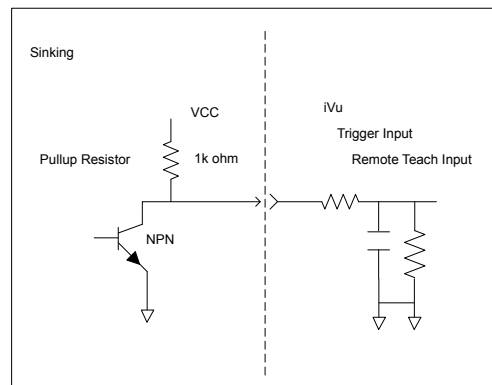 Sinking
iVu
VCC
Trigger Input
Pullup Resistor
1k ohm
Remote Teach Input
NPN